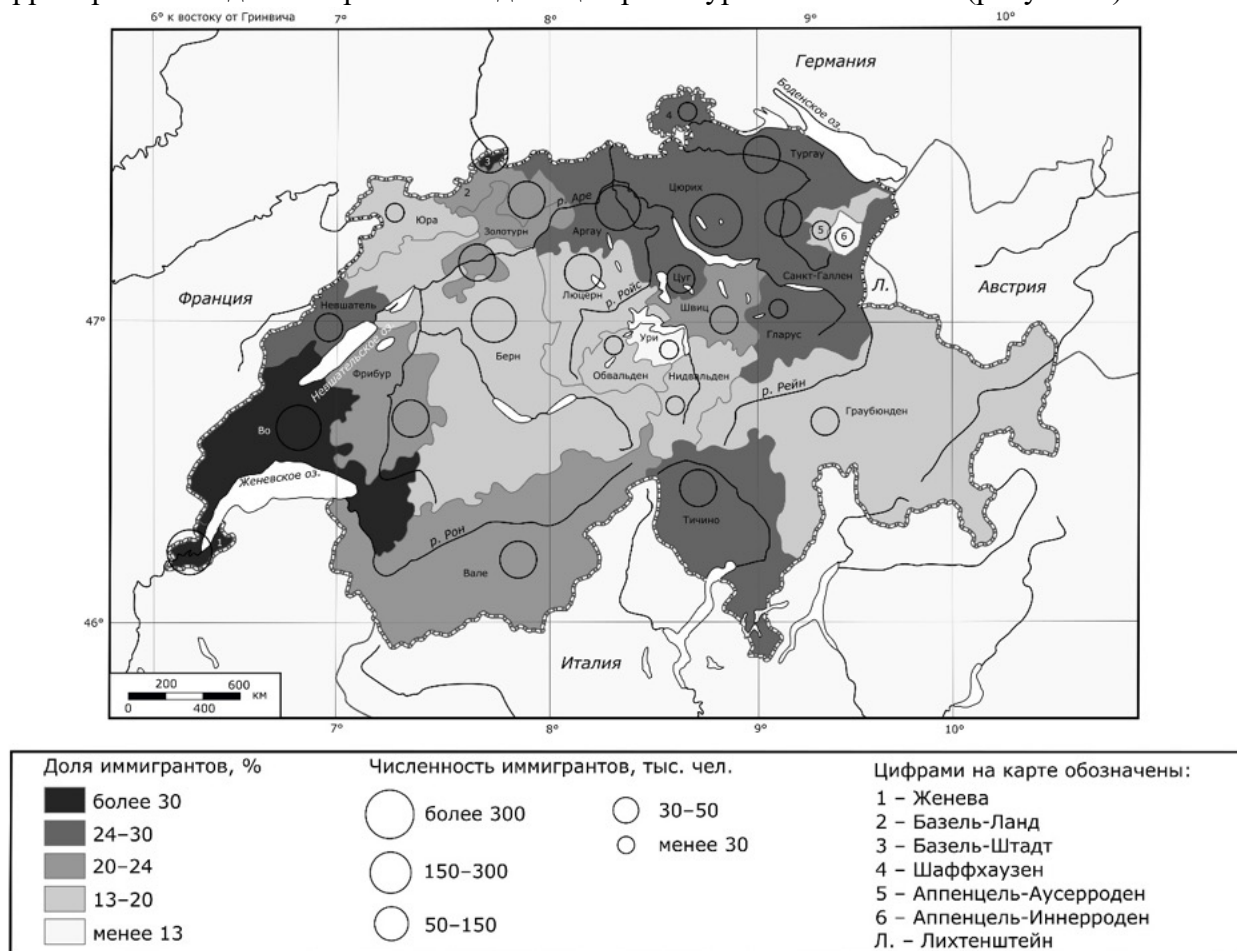 6° к востоку от Гринвича
7°
8°
9°
10°
Германия
Боденское оз.
4
Тургау
3
2
Цюрих
р. Аре
Юра
Золотурн
Аргау
5
6
Цуг
Санкт-Галлен
Л.
Люцерн
р. Ройс
Швиц
Франция
Австрия
Невшатель
47°
Ури
Гларус
Берн
Невшательское оз.
Фрибур
Обвальден
Нидвальден
р. Рейн
Граубюнден
Во
Женевское оз.
Тичино
р. Рон
1
Вале
46°
Италия
200
600
км
0
400
7°
8°
9°
10°
Доля иммигрантов, %
более 30
24–30
20–24
13–20
менее 13
Численность иммигрантов, тыс. чел.
более 300
150–300
50–150
30–50
менее 30
Цифрами на карте обозначены:
1 – Женева
2 – Базель-Ланд
3 – Базель-Штадт
4 – Шаффхаузен
5 – Аппенцель-Аусерроден
6 – Аппенцель-Иннерроден
Л. – Лихтенштейн